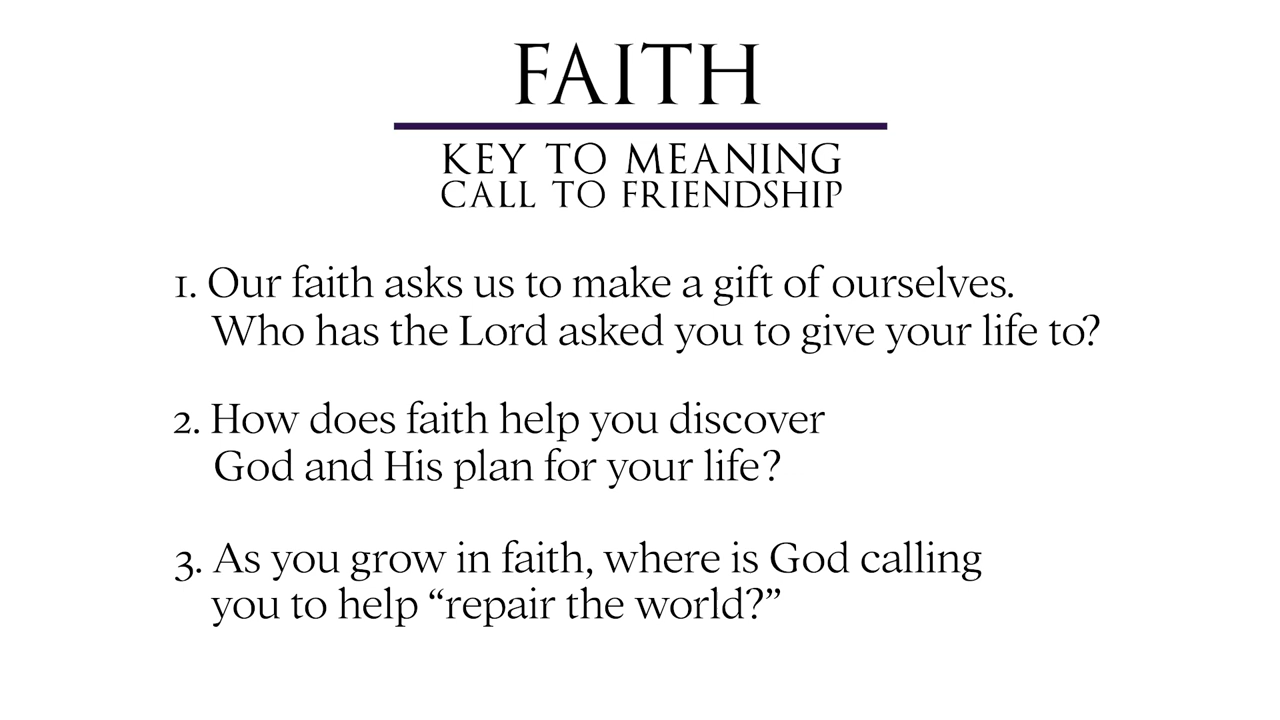 FAITH
KEY TO MEANING
CALL TO FRIENDSHIP
1. Our faith asks us to make a gift of ourselves.
Who has the Lord asked you to give your life to?
2. How does faith help you discover
God and His plan for your life?
3. As you grow in faith, where is God calling
you to help “repair the world?”